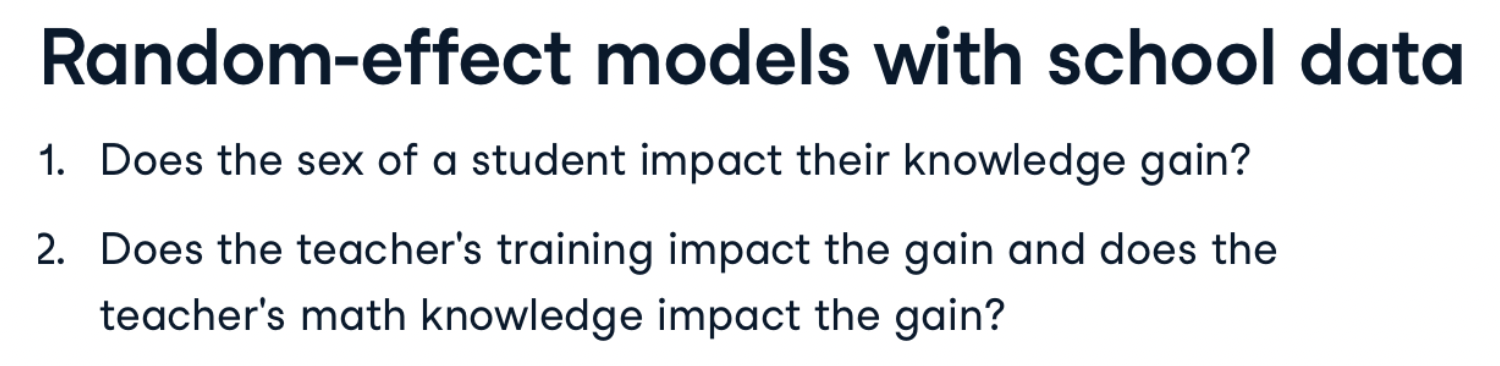 Random-effect models with school data
1. Does the sex of a student impact their knowledge gain?
2. Does the teacher's training impact the gain and does the
teacher's math knowledge impact the gain?